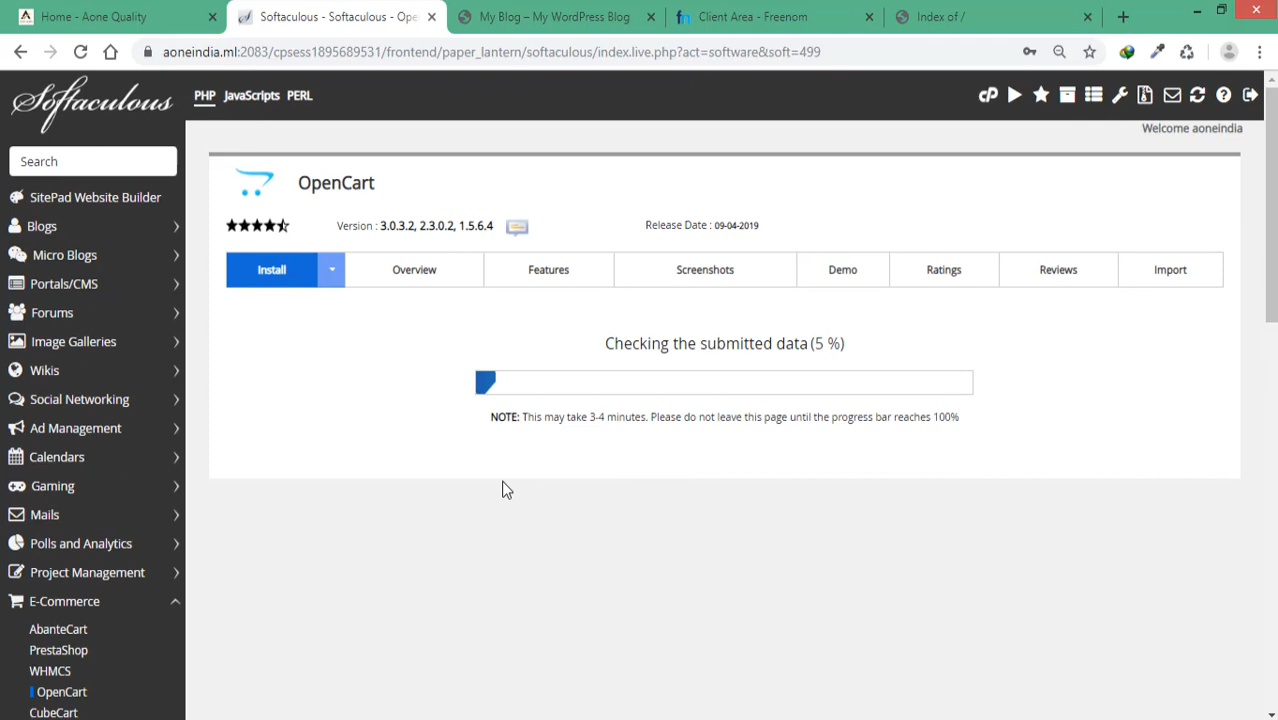 Home - Aone Quality
Softaculous - Softaculous - Ope
My Blog – My WordPress Blog
Client Area - Freenom
Index of /
aoneindia.ml:2083/cpsess1895689531/frontend/paper_lantern/softaculous/index.live.php?act=software&soft=499
Softaculous
PHP JavaScripts PERL
Welcome aoneindia
Search
SitePad Website Builder
Blogs
Micro Blogs
Portals/CMS
Forums
Image Galleries
Wikis
Social Networking
Ad Management
Calendars
Gaming
Mails
Polls and Analytics
Project Management
E-Commerce
AbanteCart
PrestaShop
WHMCS
OpenCart
CubeCart
OpenCart
Version : 3.0.3.2, 2.3.0.2, 1.5.6.4
Release Date : 09-04-2019
Install Overview Features Screenshots Demo Ratings Reviews Import
Checking the submitted data (5 %)
NOTE: This may take 3-4 minutes. Please do not leave this page until the progress bar reaches 100%